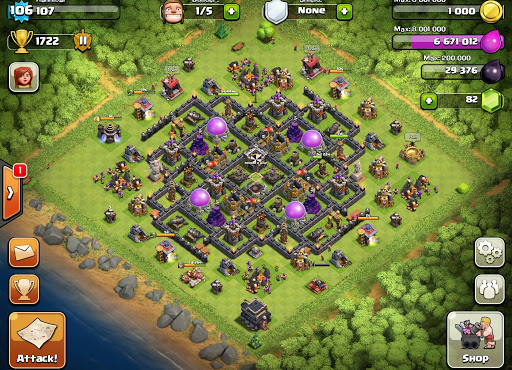 106 107
1/5
None
1 000
1722
Max: 8 001 000
6 671 012
Max: 200 000
29 376
82
1
Attack!
Shop